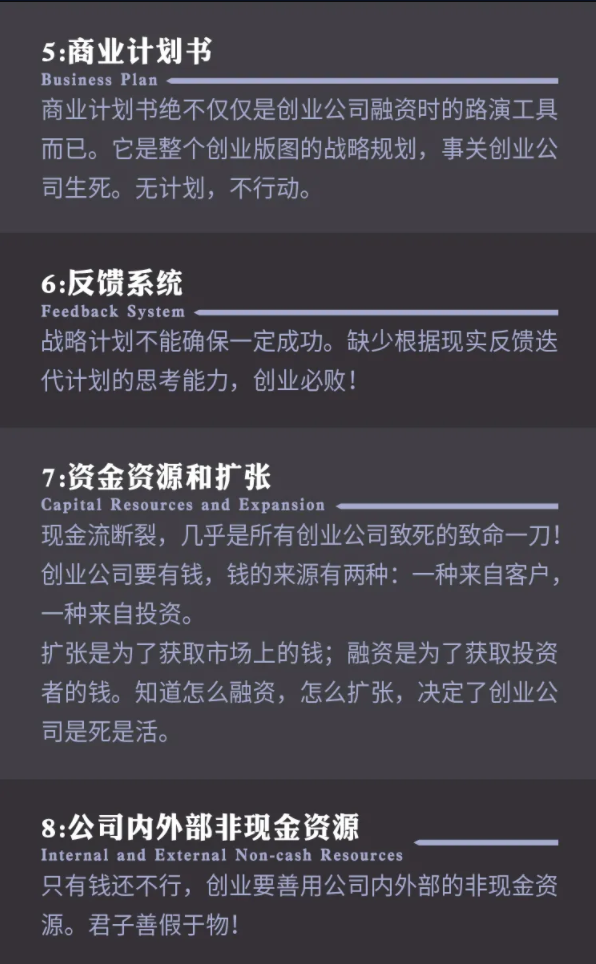 5:商业计划书
Business Plan
商业计划书绝不仅仅是创业公司融资时的路演工具
而已。它是整个创业版图的战略规划，事关创业公
司生死。无计划，不行动。
6:反馈系统
Feedback System
战略计划不能确保一定成功。缺少根据现实反馈迭
代计划的思考能力，创业必败！
7:资金资源和扩张
Capital Resources and Expansion
现金流断裂，几乎是所有创业公司致死的致命一刀！
创业公司要有钱，钱的来源有两种：一种来自客户，
一种来自投资。
扩张是为了获取市场上的钱；融资是为了获取投资
者的钱。知道怎么融资，怎么扩张，决定了创业公
司是死是活。
8:公司内外部非现金资源
Internal and External Non-cash Resources
只有钱还不行，创业要善用公司内外部的非现金资
源。君子善假于物！